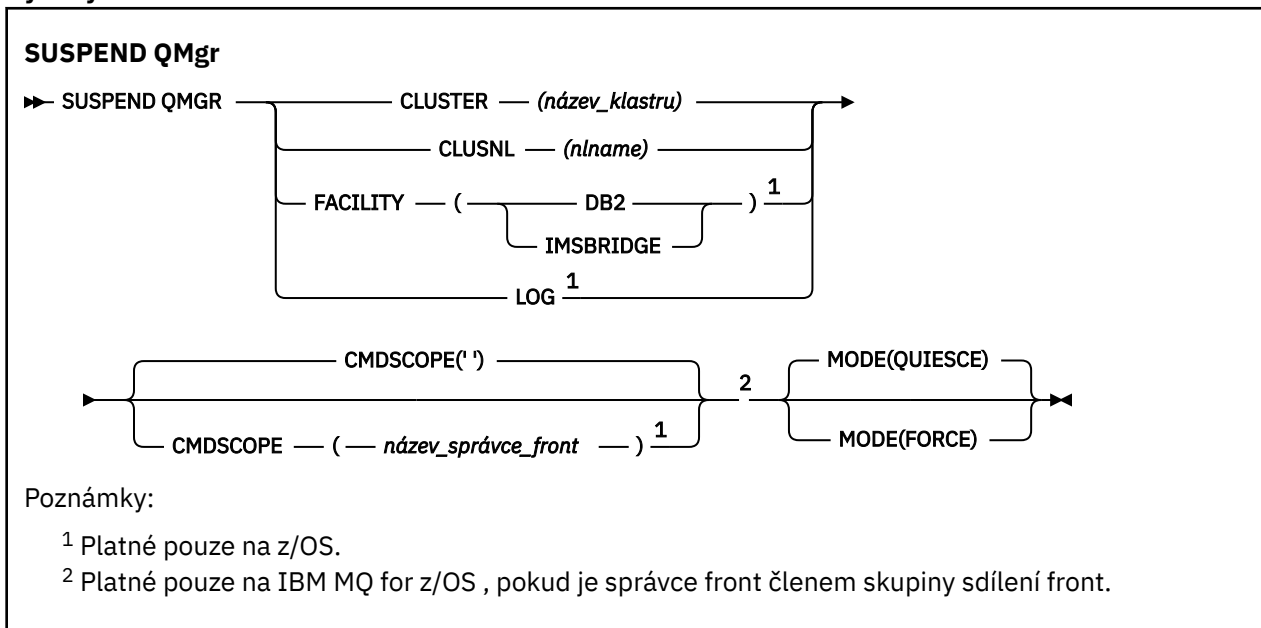 SUSPEND QMgr
SUSPEND QMGR CLUSTER (název_klastru)
CLUSNL (nlname)
FACILITY ( DB2 ) 1
IMSBRIDGE
LOG 1
CMDSCOPE(' ') 2 MODE(QUIESCE)
CMDSCOPE ( název_správce_front ) 1 MODE(FORCE)
Poznámky:
1 Platné pouze na z/OS.
2 Platné pouze na IBM MQ for z/OS , pokud je správce front členem skupiny sdílení front.